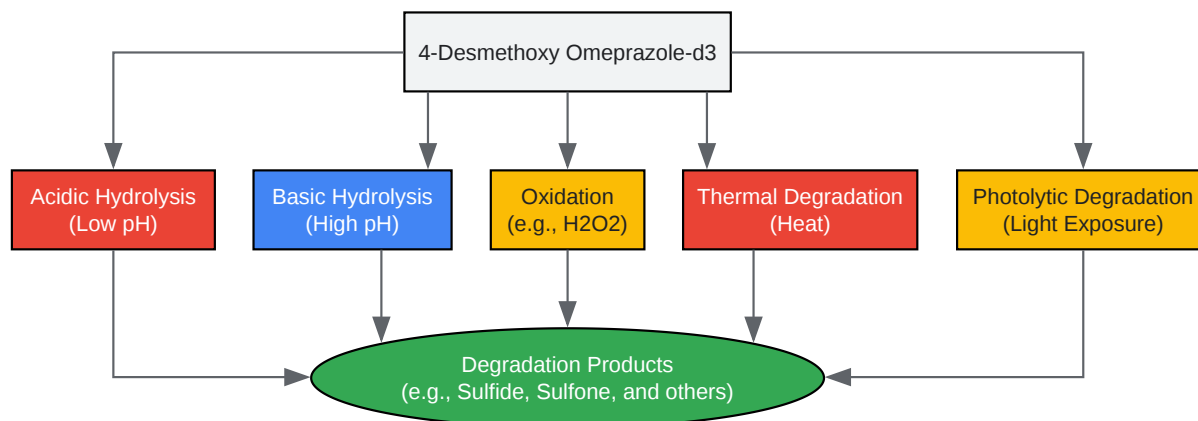 4-Desmethoxy Omeprazole-d3
Acidic Hydrolysis
(Low pH)
Basic Hydrolysis
(High pH)
Oxidation
(e.g., H2O2)
Thermal Degradation
(Heat)
Photolytic Degradation
(Light Exposure)
Degradation Products
(e.g., Sulfide, Sulfone, and others)